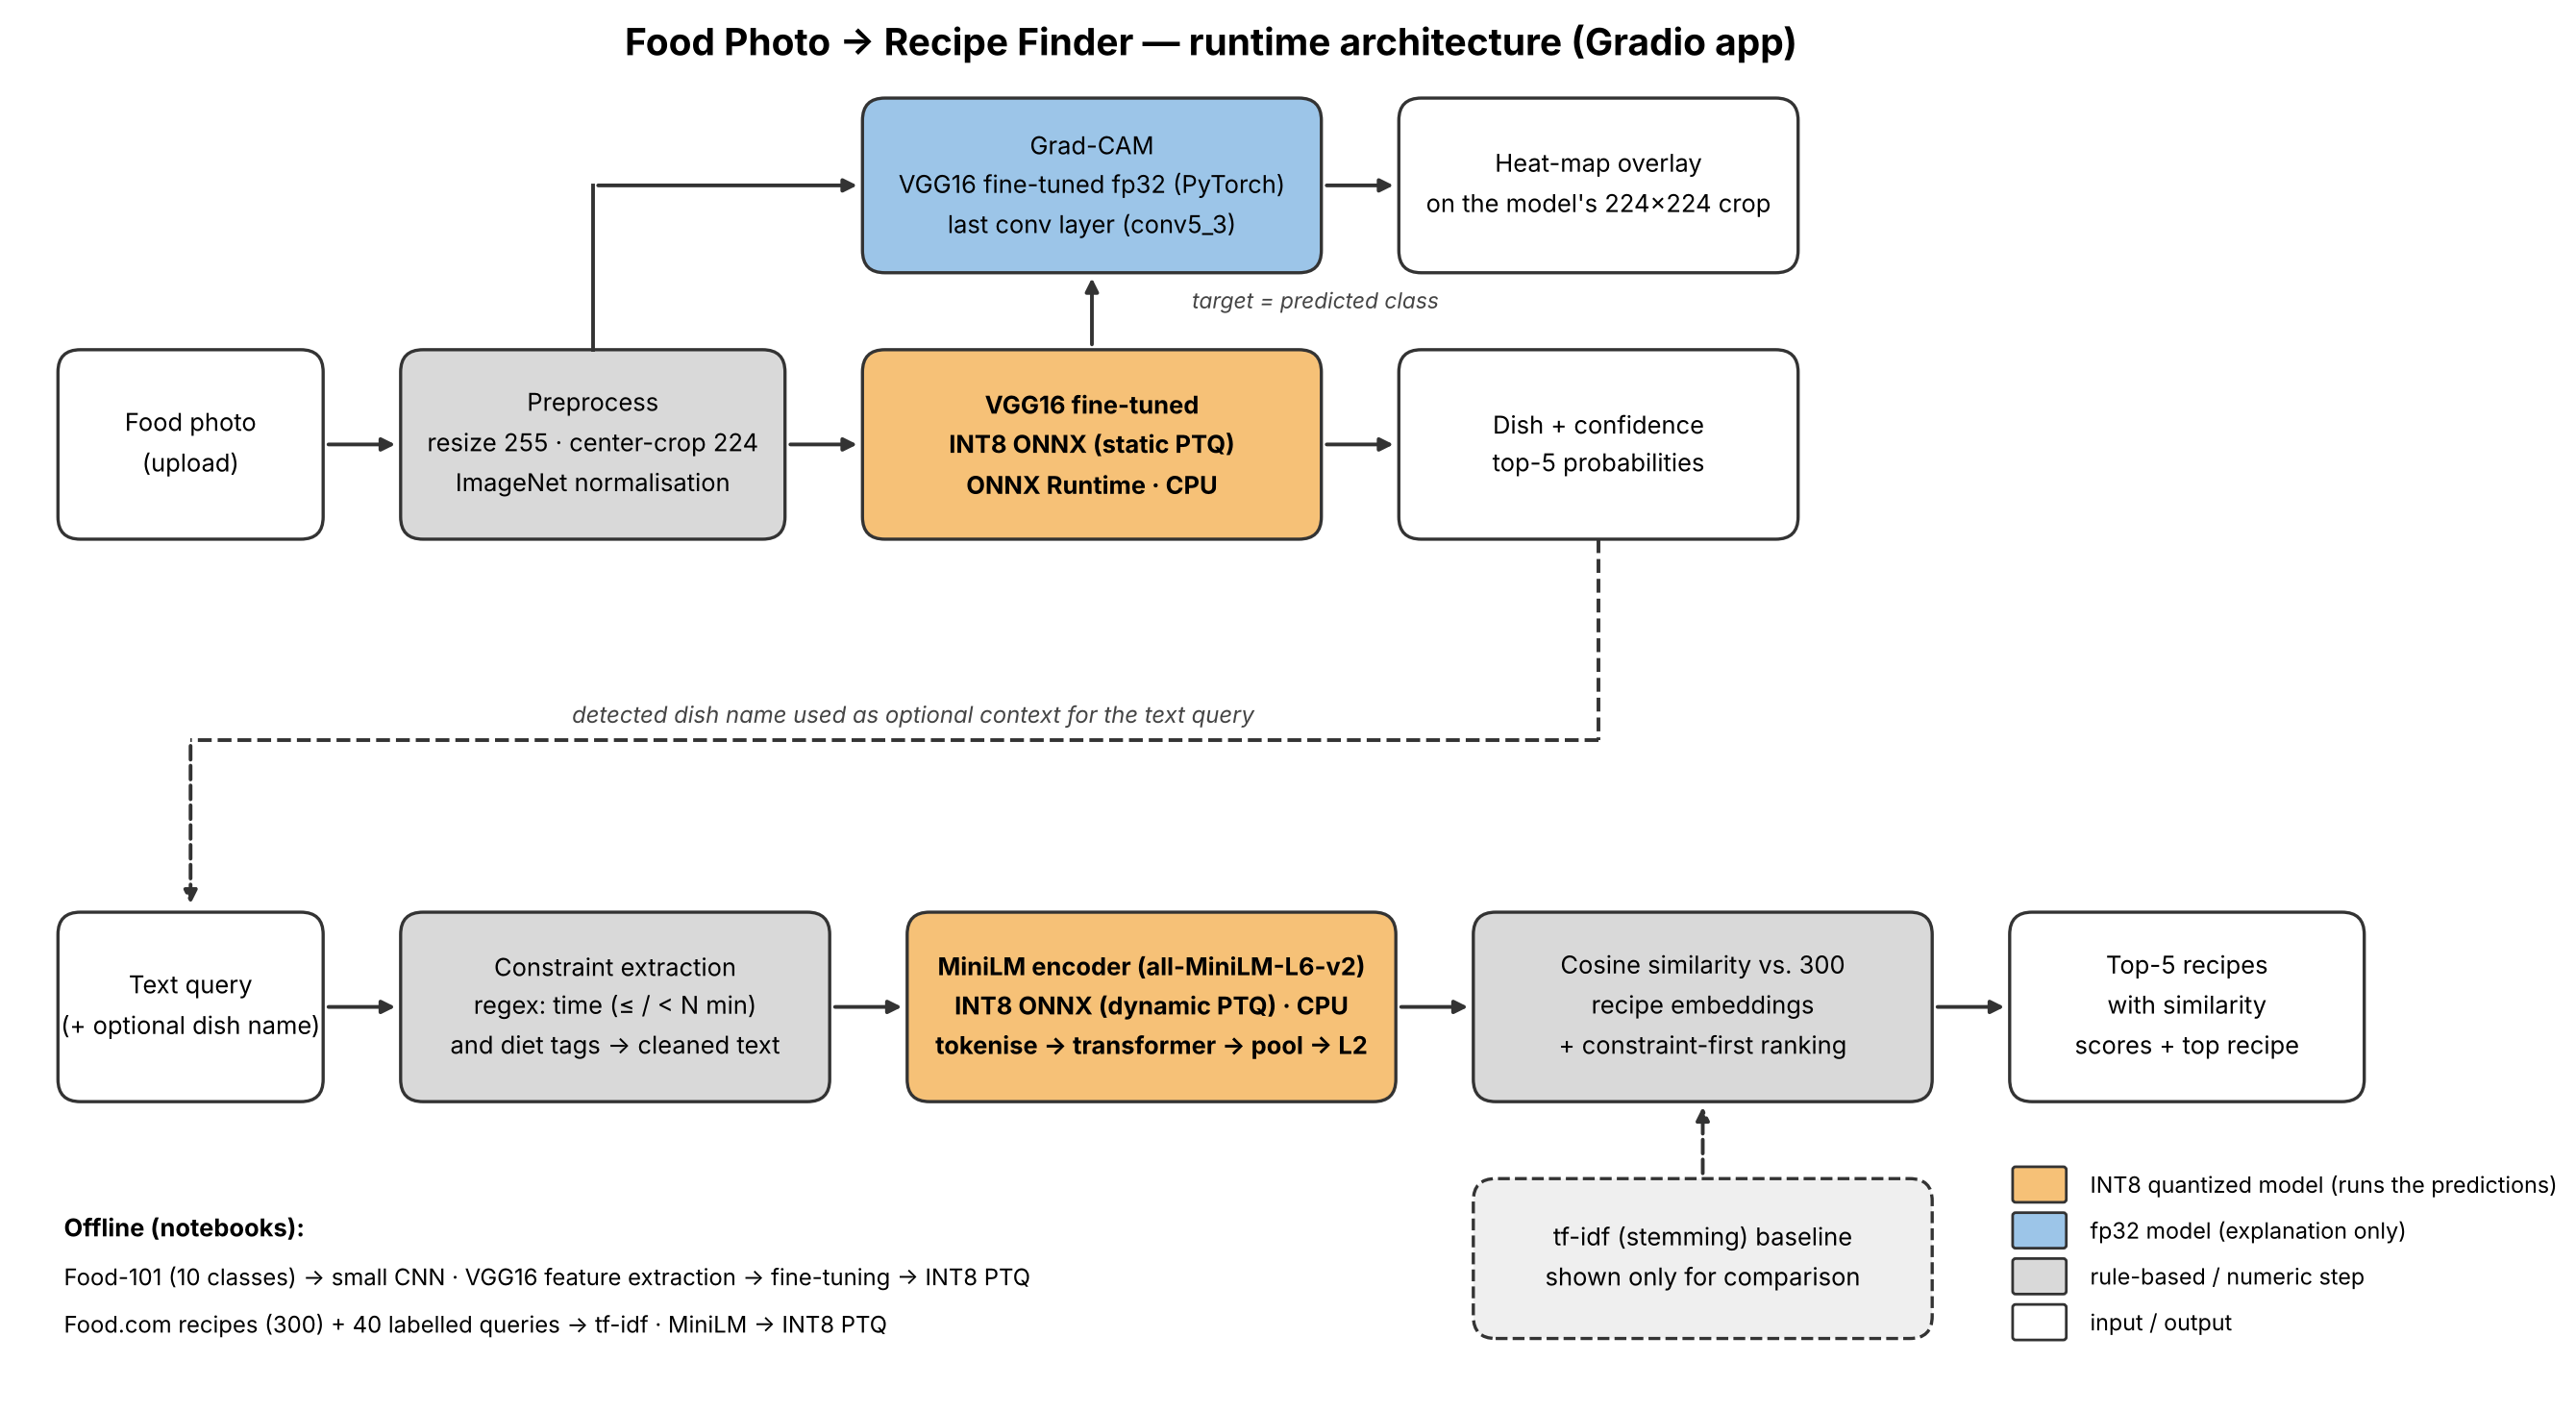 Food Photo → Recipe Finder — runtime architecture (Gradio app)
Grad-CAM
VGG16 fine-tuned fp32 (PyTorch)
last conv layer (conv5_3)
Heat-map overlay
on the model's 224×224 crop
target = predicted class
Food photo
(upload)
Preprocess
resize 255 · center-crop 224
ImageNet normalisation
VGG16 fine-tuned
INT8 ONNX (static PTQ)
ONNX Runtime · CPU
Dish + confidence
top-5 probabilities
detected dish name used as optional context for the text query
Text query
(+ optional dish name)
Constraint extraction
regex: time (≤ / < N min)
and diet tags → cleaned text
MiniLM encoder (all-MiniLM-L6-v2)
INT8 ONNX (dynamic PTQ) · CPU
tokenise → transformer → pool → L2
Cosine similarity vs. 300
recipe embeddings
+ constraint-first ranking
Top-5 recipes
with similarity
scores + top recipe
tf-idf (stemming) baseline
shown only for comparison
INT8 quantized model (runs the predictions)
fp32 model (explanation only)
rule-based / numeric step
input / output
Offline (notebooks):
Food-101 (10 classes) → small CNN · VGG16 feature extraction → fine-tuning → INT8 PTQ
Food.com recipes (300) + 40 labelled queries → tf-idf · MiniLM → INT8 PTQ